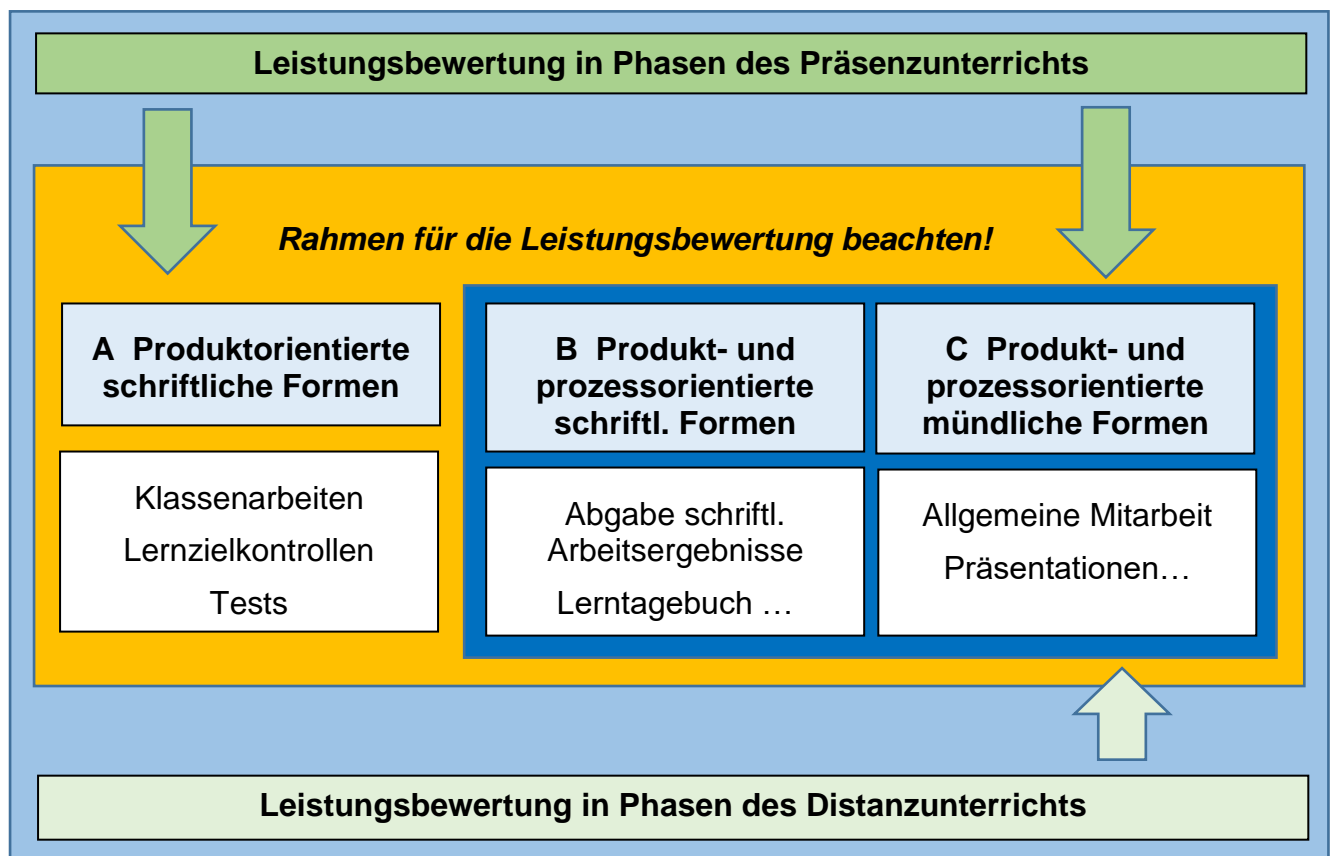 Leistungsbewertung in Phasen des Präsenzunterrichts
Rahmen für die Leistungsbewertung beachten!
A Produktorientierte
schriftliche Formen
Klassenarbeiten
Lernzielkontrollen
Tests
B Produkt- und
prozessorientierte
schriftl. Formen
Abgabe schriftl.
Arbeitsergebnisse
Lerntagebuch …
C Produkt- und
prozessorientierte
mündliche Formen
Allgemeine Mitarbeit
Präsentationen…
Leistungsbewertung in Phasen des Distanzunterrichts